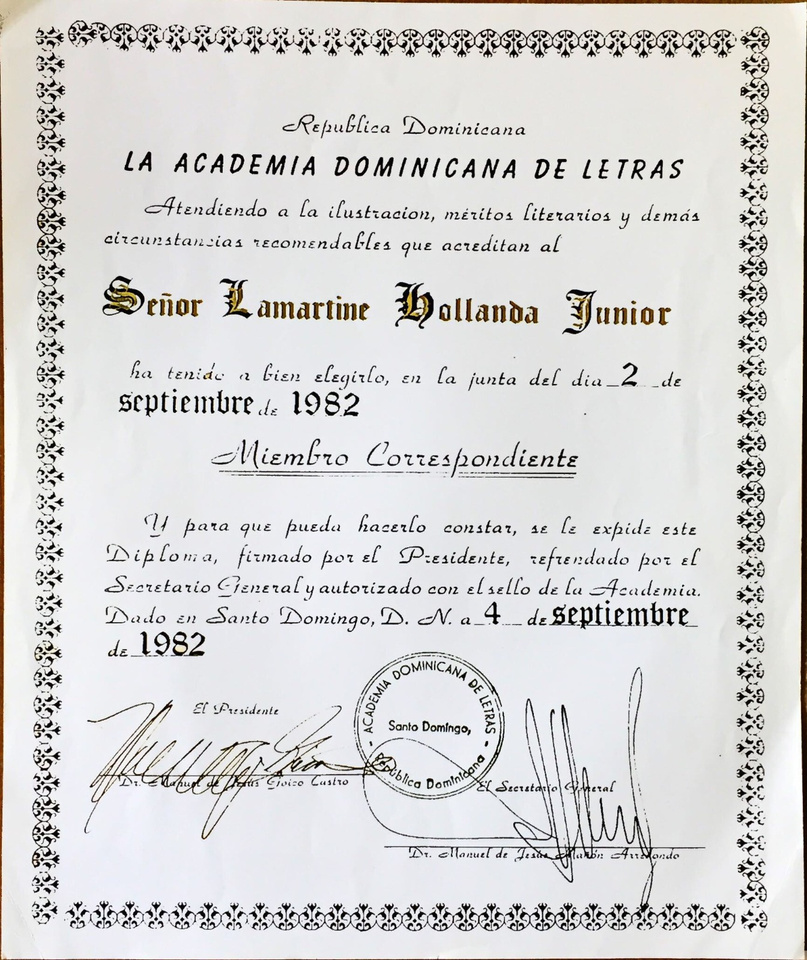 Republica Dominicana
LA ACADEMIA DOMINICANA DE LETRAS
Atendiendo a la ilustracion, méritos literarios y demás
circunstancias recomendables que acreditan al
Señor Lamartine Hollanda Junior
ha tenido a bien elegirlo, en la junta del dia 2 de
septiembre de 1982
Miembro Correspondiente
Y para que pueda hacerlo constar, se le expide este
Diploma, firmado por el Presidente, refrendado por el
Secretario General y autorizado con el sello de la Academia.
Dado en Santo Domingo, D. N. a 4 de septiembre
de 1982
El Presidente
Dr. Manuel de Jesús Goico Castro
- ACADEMIA DOMINICANA DE LETRAS -
Santo Domingo,
República Dominicana
El Secretario General
Dr. Manuel de Jesús Arredondo